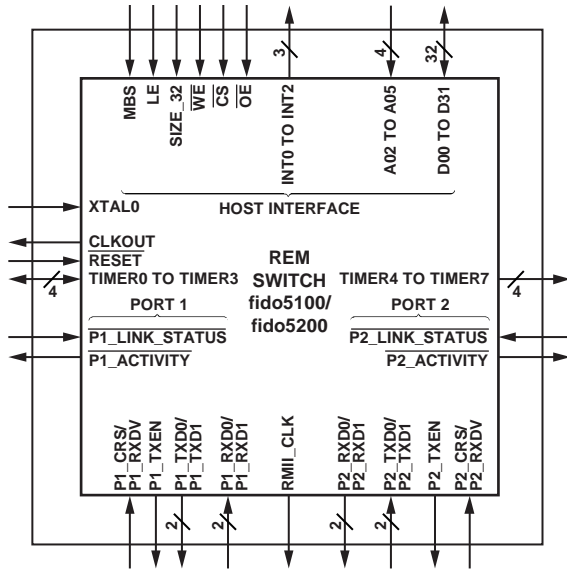 3
4
32
MBS
LE
SIZE_32
WE
CS
OE
INT0 TO INT2
A02 TO A05
D00 TO D31
HOST INTERFACE
XTAL0
CLKOUT
RESET
TIMER0 TO TIMER3
4
REM
SWITCH
fido5100/
fido5200
TIMER4 TO TIMER7
4
PORT 1
P1_LINK_STATUS
P1_ACTIVITY
PORT 2
P2_LINK_STATUS
P2_ACTIVITY
P1_CRS/
P1_RXDV
P1_TXEN
P1_TXD0/
P1_TXD1
P1_RXD0/
P1_RXD1
RMII_CLK
P2_RXD0/
P2_RXD1
P2_TXD0/
P2_TXD1
P2_TXEN
P2_CRS/
P2_RXDV
2
2
2
2